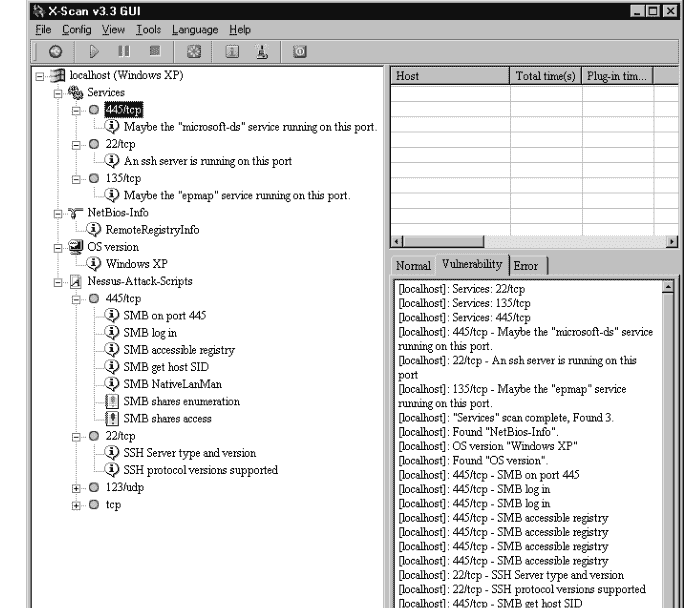 X-Scan v3.3 GUI
File Config View Tools Language Help
localhost (Windows XP)
Services
445/tcp
Maybe the "microsoft-ds" service running on this port.
22/tcp
An ssh server is running on this port
135/tcp
Maybe the "epmap" service running on this port.
NetBios-Info
RemoteRegistryInfo
OS version
Windows XP
Nessus-Attack-Scripts
445/tcp
SMB on port 445
SMB log in
SMB accessible registry
SMB get host SID
SMB NativeLanMan
SMB shares enumeration
SMB shares access
22/tcp
SSH Server type and version
SSH protocol versions supported
123/udp
tcp
Host Total time(s) Plug-in tim...
Normal Vulnerability Error
[localhost]: Services: 22/tcp
[localhost]: Services: 135/tcp
[localhost]: Services: 445/tcp
[localhost]: 445/tcp - Maybe the "microsoft-ds" service
running on this port.
[localhost]: 22/tcp - An ssh server is running on this
port
[localhost]: 135/tcp - Maybe the "epmap" service
running on this port.
[localhost]: "Services" scan complete, Found 3.
[localhost]: Found "NetBios-Info".
[localhost]: OS version "Windows XP"
[localhost]: Found "OS version".
[localhost]: 445/tcp - SMB on port 445
[localhost]: 445/tcp - SMB log in
[localhost]: 445/tcp - SMB log in
[localhost]: 445/tcp - SMB accessible registry
[localhost]: 445/tcp - SMB accessible registry
[localhost]: 445/tcp - SMB accessible registry
[localhost]: 445/tcp - SMB accessible registry
[localhost]: 22/tcp - SSH Server type and version
[localhost]: 22/tcp - SSH protocol versions supported
[localhost]: 445/tcp - SMB get host SID